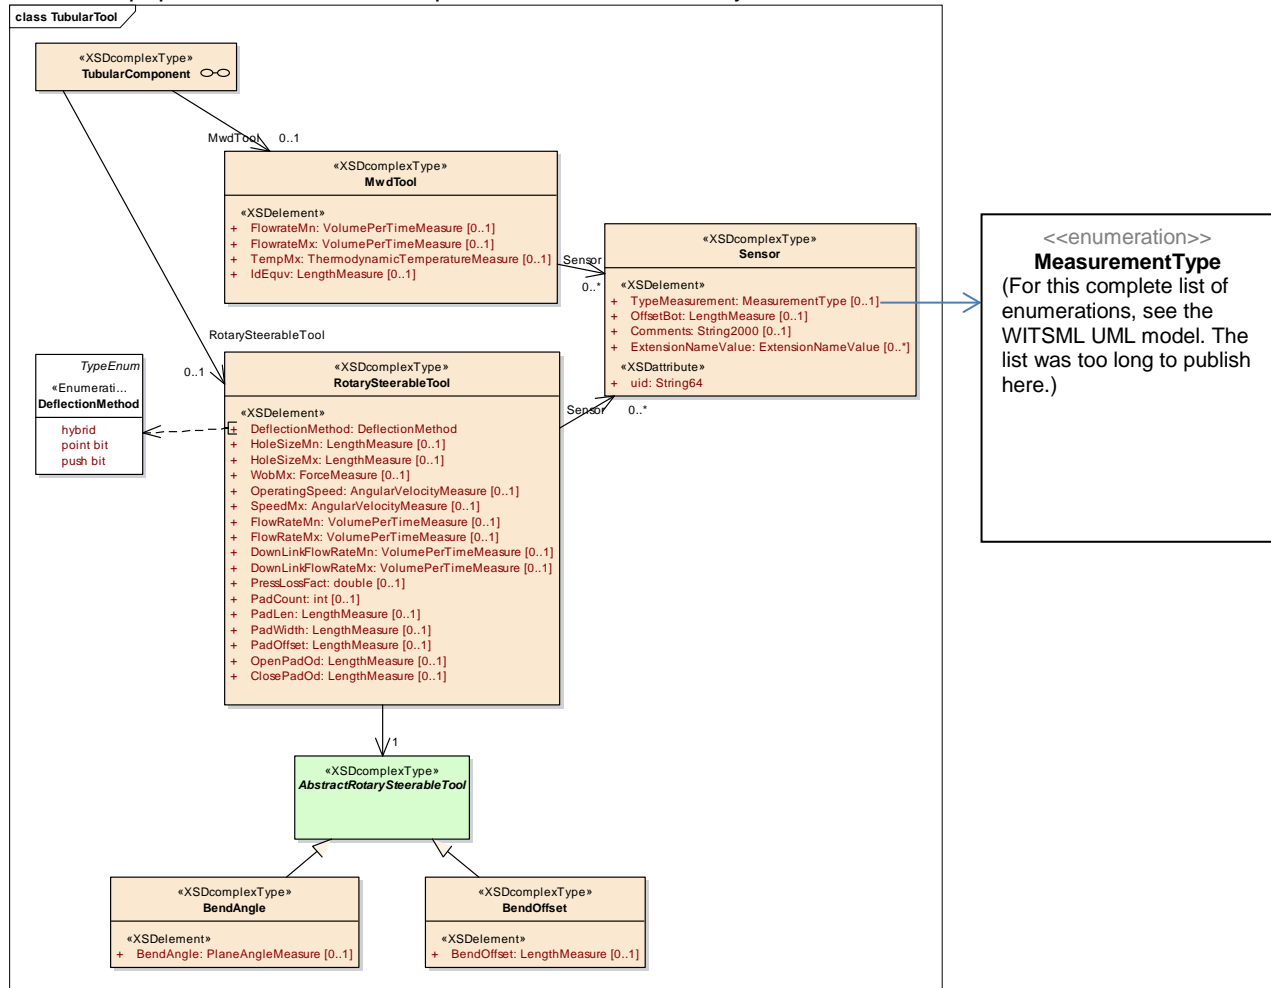 class TubularTool
«XSDcomplexType»
TubularComponent
MwdTool 0..1
«XSDcomplexType»
MwdTool
«XSDelement»
+ FlowrateMn: VolumePerTimeMeasure [0..1]
+ FlowrateMx: VolumePerTimeMeasure [0..1]
+ TempMx: ThermodynamicTemperatureMeasure [0..1]
+ IdEquv: LengthMeasure [0..1]
Sensor
0..*
«XSDcomplexType»
Sensor
«XSDelement»
+ TypeMeasurement: MeasurementType [0..1]
+ OffsetBot: LengthMeasure [0..1]
+ Comments: String2000 [0..1]
+ ExtensionNameValue: ExtensionNameValue [0..*]
«XSDattribute»
+ uid: String64
<<enumeration>>
MeasurementType
(For this complete list of
enumerations, see the
WITSML UML model. The
list was too long to publish
here.)
RotarySteerableTool
0..1
TypeEnum
«Enumerati...
DeflectionMethod
hybrid
point bit
push bit
«XSDcomplexType»
RotarySteerableTool
«XSDelement»
+ DeflectionMethod: DeflectionMethod
+ HoleSizeMn: LengthMeasure [0..1]
+ HoleSizeMx: LengthMeasure [0..1]
+ WobMx: ForceMeasure [0..1]
+ OperatingSpeed: AngularVelocityMeasure [0..1]
+ SpeedMx: AngularVelocityMeasure [0..1]
+ FlowRateMn: VolumePerTimeMeasure [0..1]
+ FlowRateMx: VolumePerTimeMeasure [0..1]
+ DownLinkFlowRateMn: VolumePerTimeMeasure [0..1]
+ DownLinkFlowRateMx: VolumePerTimeMeasure [0..1]
+ PressLossFact: double [0..1]
+ PadCount: int [0..1]
+ PadLen: LengthMeasure [0..1]
+ PadWidth: LengthMeasure [0..1]
+ PadOffset: LengthMeasure [0..1]
+ OpenPadOd: LengthMeasure [0..1]
+ ClosePadOd: LengthMeasure [0..1]
Sensor 0..*
1
«XSDcomplexType»
AbstractRotarySteerableTool
«XSDcomplexType»
BendAngle
«XSDelement»
+ BendAngle: PlaneAngleMeasure [0..1]
«XSDcomplexType»
BendOffset
«XSDelement»
+ BendOffset: LengthMeasure [0..1]